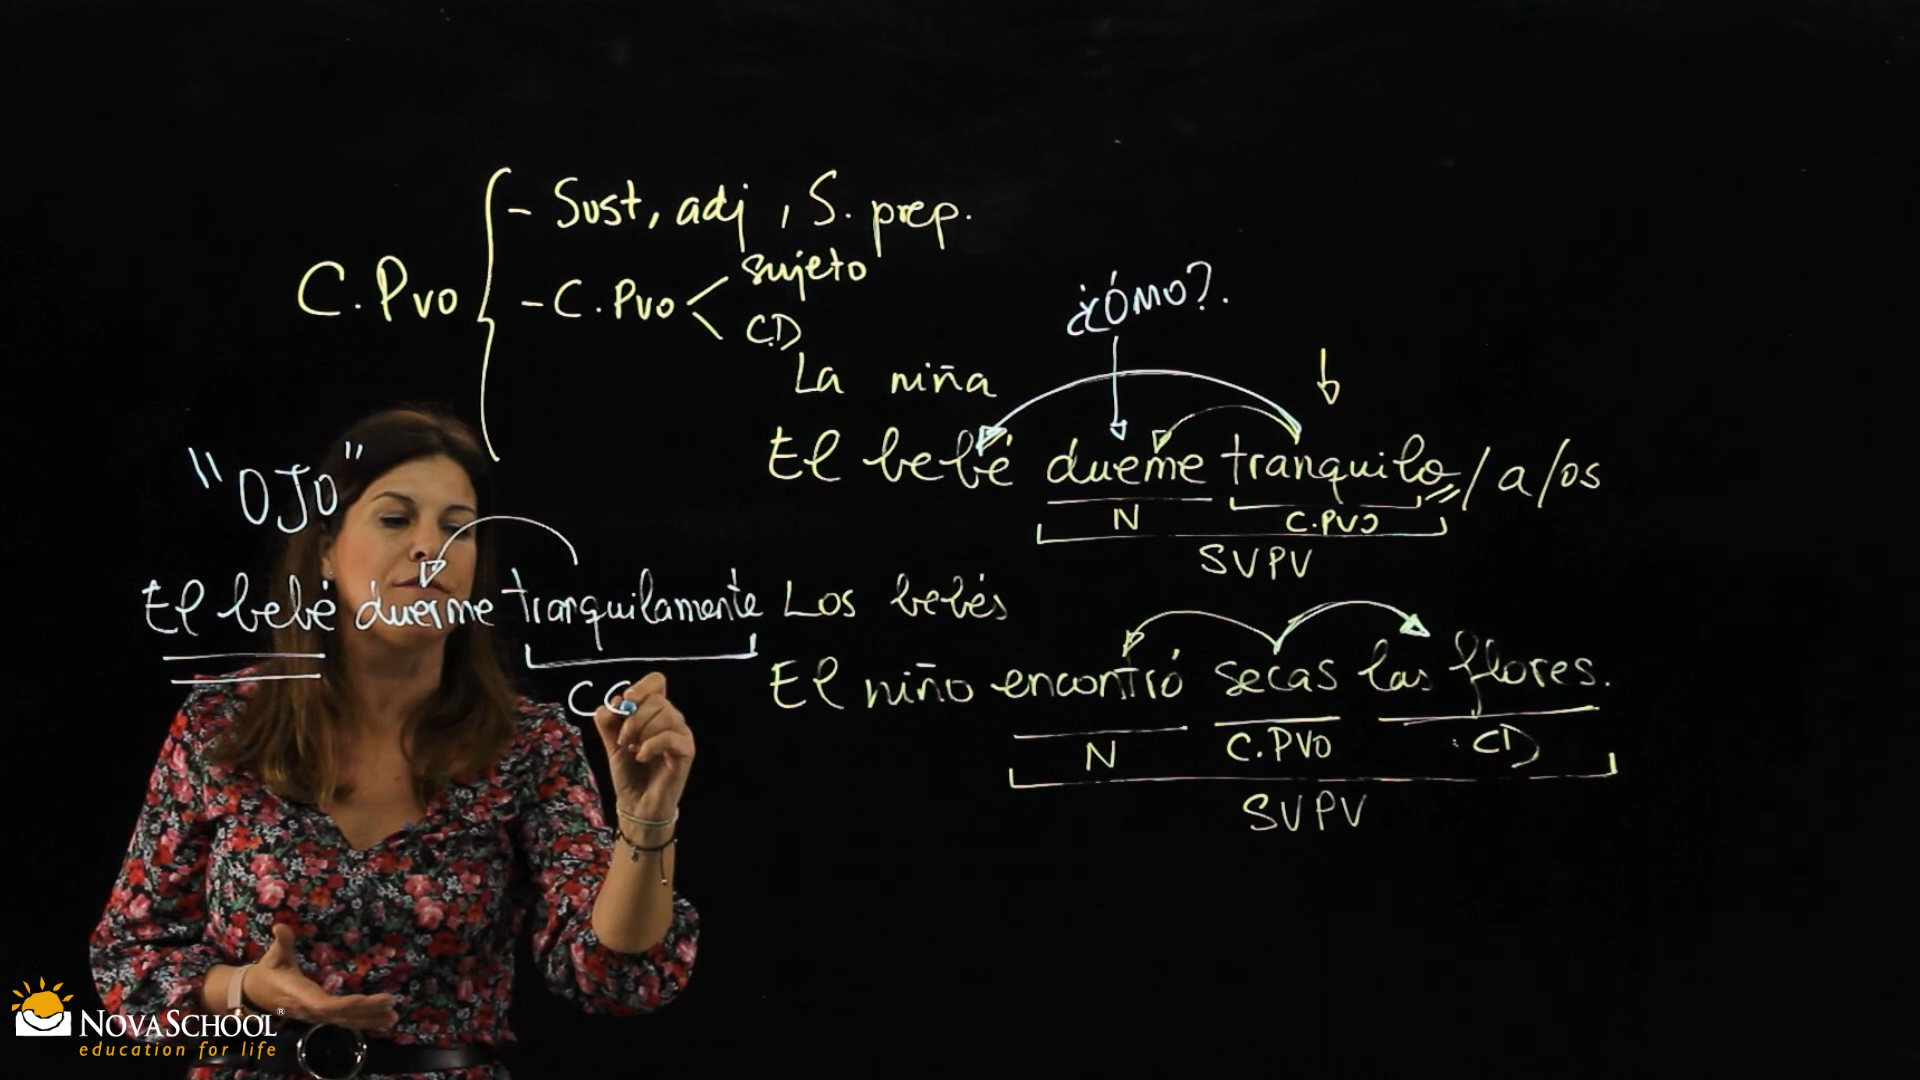 - Sust, adj, S. prep.
C. Pvo
- C. Pvo
sujeto
CD
¿cómo?.
La niña
El bebé dueme tranquilo / a / os
N
C.PVO
SVPV
"OJO"
El bebé duerme tranquilamente
CC
Los bebés
El niño encontró secas las flores.
N
C.PVO
CD
SVPV
NOVASCHOOL®
education for life